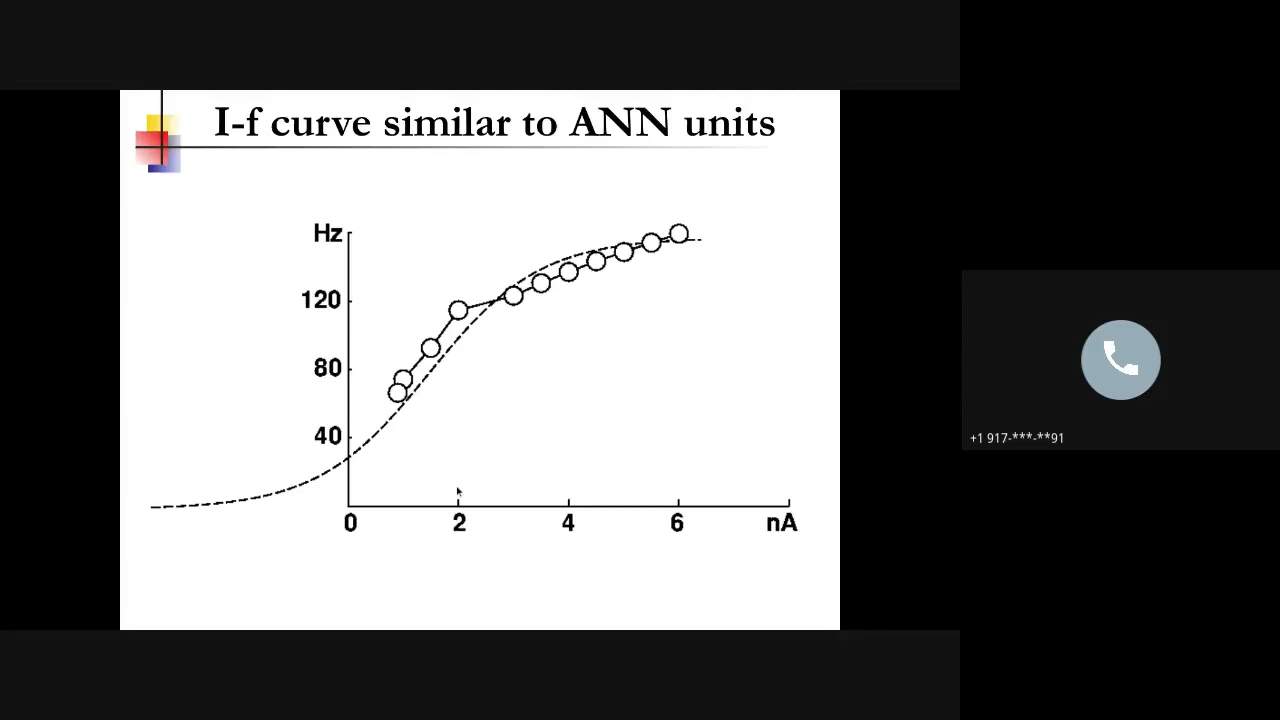 I-f curve similar to ANN units
Hz
120
80
40
0 2 4 6 nA
+1 917-***-**91